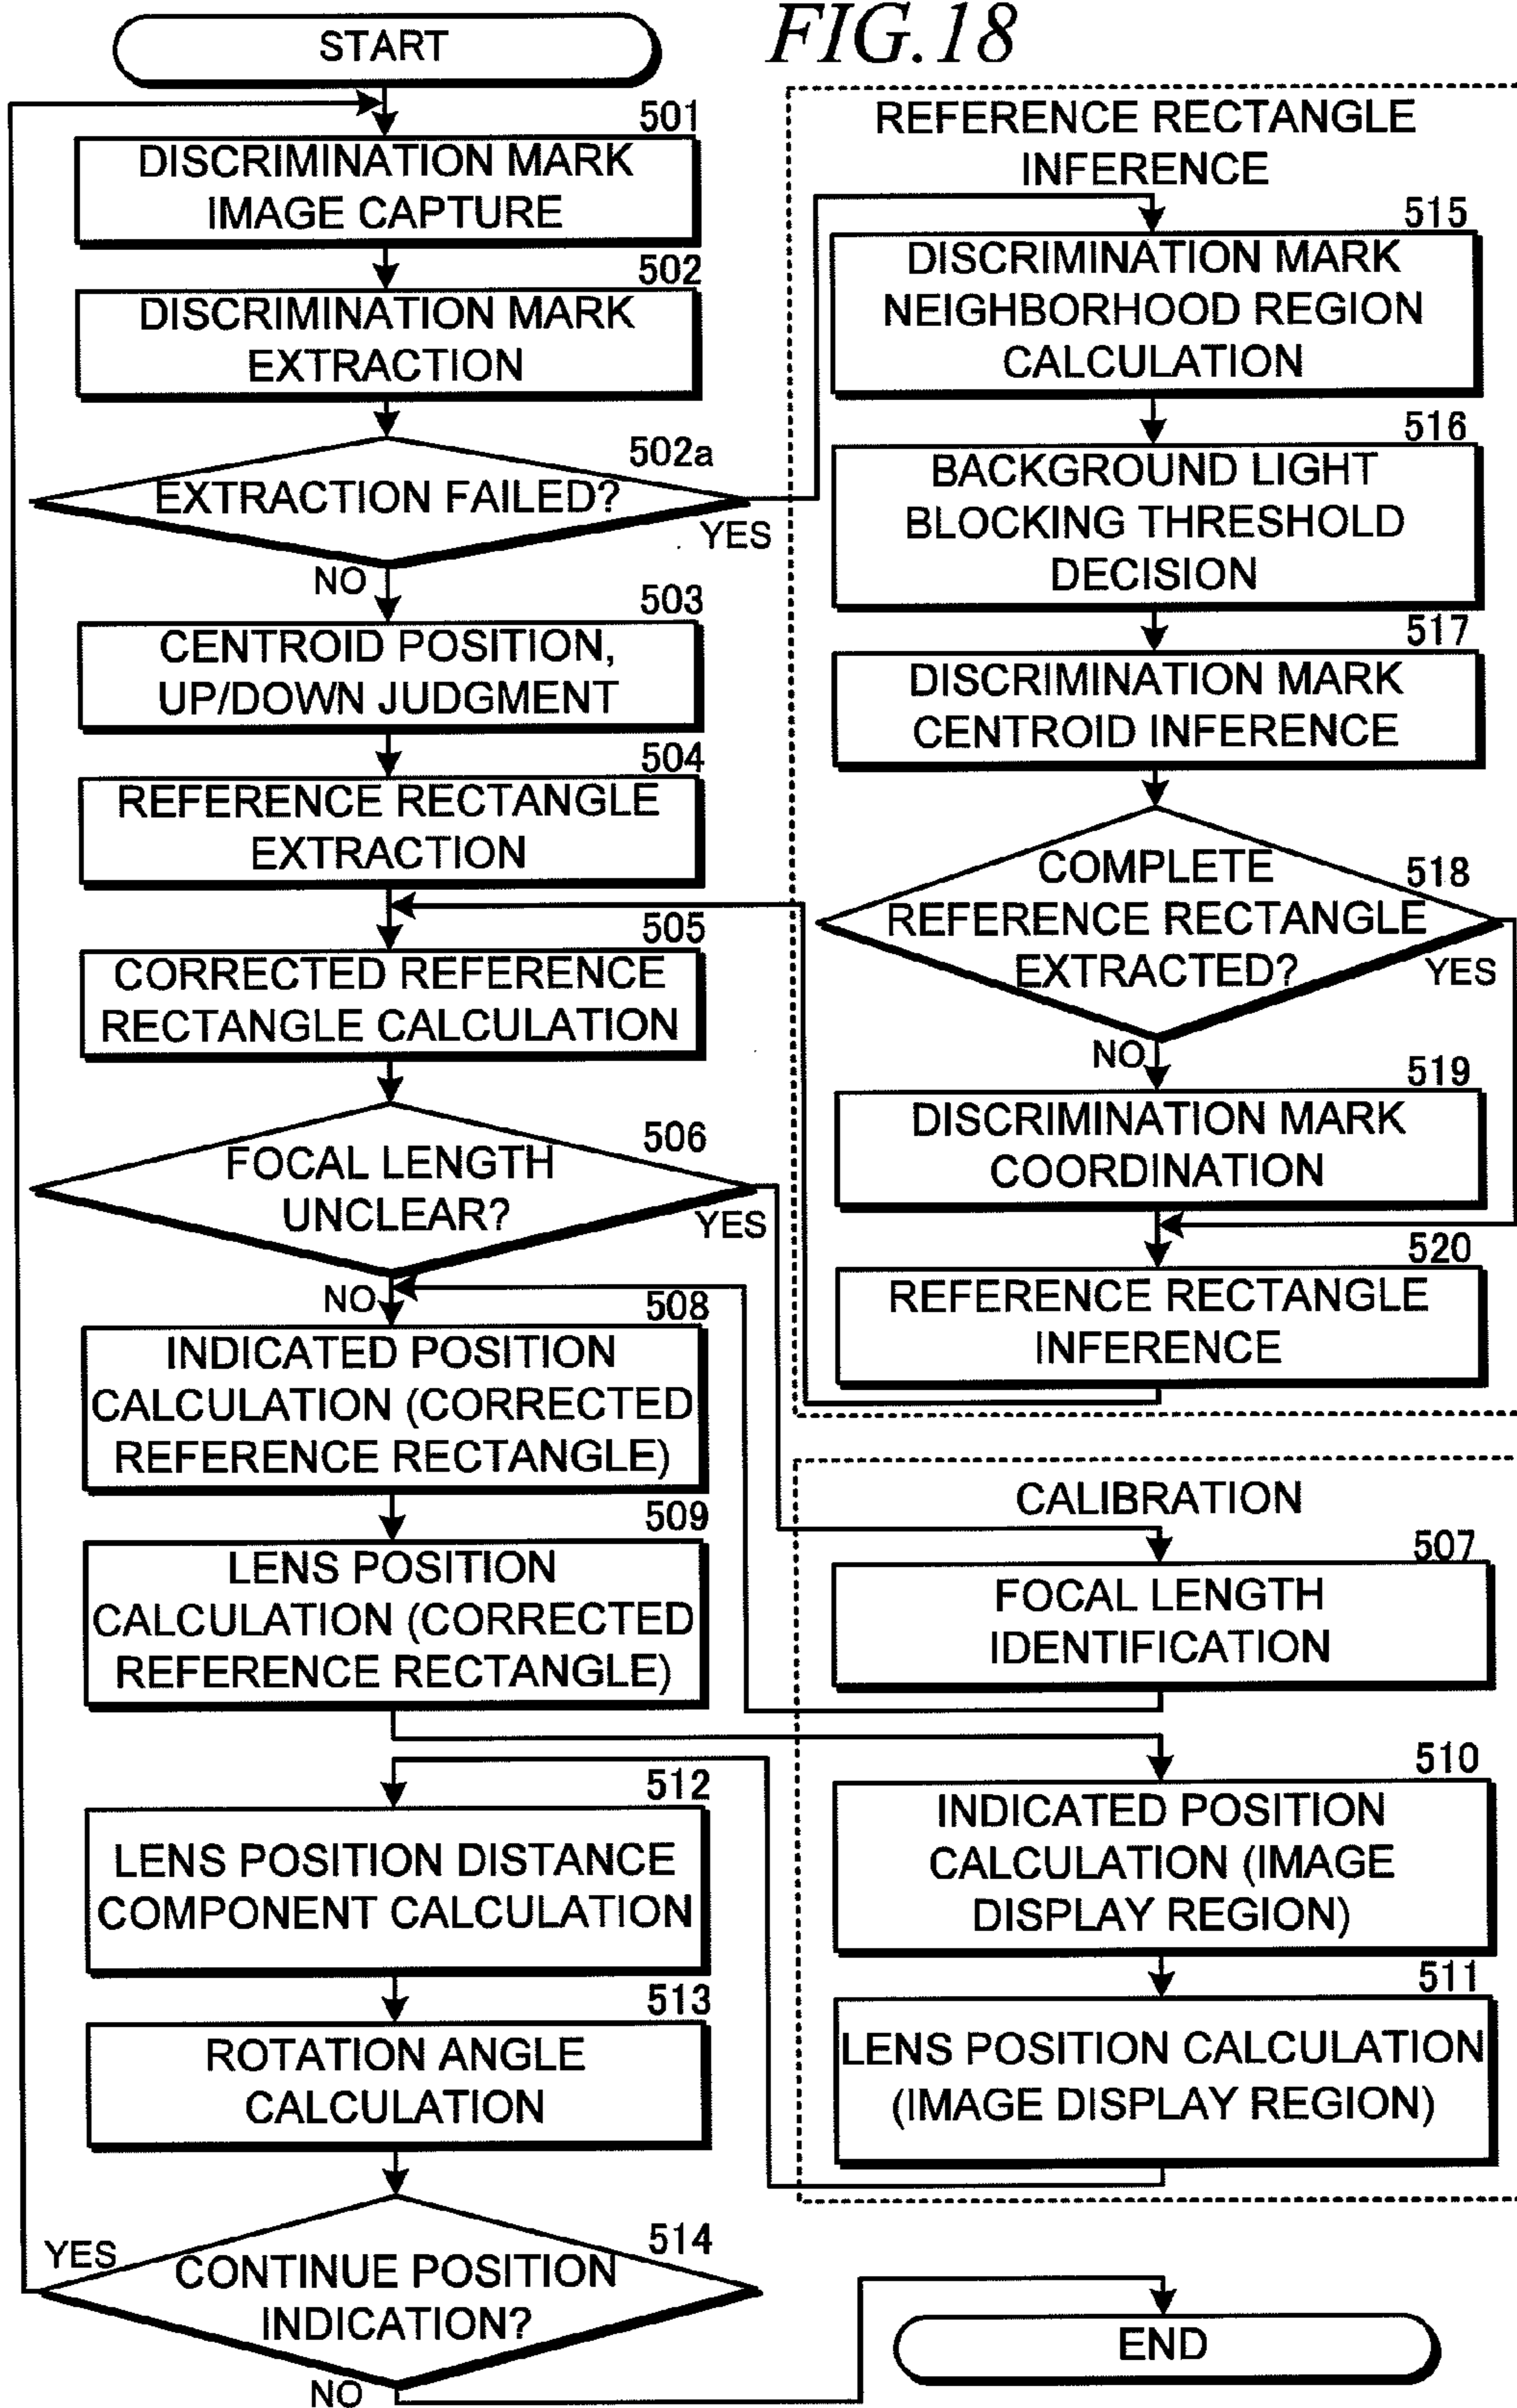 FIG.18
START
501
DISCRIMINATION MARK
IMAGE CAPTURE
502
DISCRIMINATION MARK
EXTRACTION
502a
EXTRACTION FAILED?
YES
NO
503
CENTROID POSITION,
UP/DOWN JUDGMENT
504
REFERENCE RECTANGLE
EXTRACTION
505
CORRECTED REFERENCE
RECTANGLE CALCULATION
506
FOCAL LENGTH
UNCLEAR?
YES
NO
508
INDICATED POSITION
CALCULATION (CORRECTED
REFERENCE RECTANGLE)
509
LENS POSITION
CALCULATION (CORRECTED
REFERENCE RECTANGLE)
512
LENS POSITION DISTANCE
COMPONENT CALCULATION
513
ROTATION ANGLE
CALCULATION
514
YES
CONTINUE POSITION
INDICATION?
NO
REFERENCE RECTANGLE
INFERENCE
515
DISCRIMINATION MARK
NEIGHBORHOOD REGION
CALCULATION
516
BACKGROUND LIGHT
BLOCKING THRESHOLD
DECISION
517
DISCRIMINATION MARK
CENTROID INFERENCE
518
COMPLETE
REFERENCE RECTANGLE
EXTRACTED?
YES
NO
519
DISCRIMINATION MARK
COORDINATION
520
REFERENCE RECTANGLE
INFERENCE
CALIBRATION
507
FOCAL LENGTH
IDENTIFICATION
510
INDICATED POSITION
CALCULATION (IMAGE
DISPLAY REGION)
511
LENS POSITION CALCULATION
(IMAGE DISPLAY REGION)
END